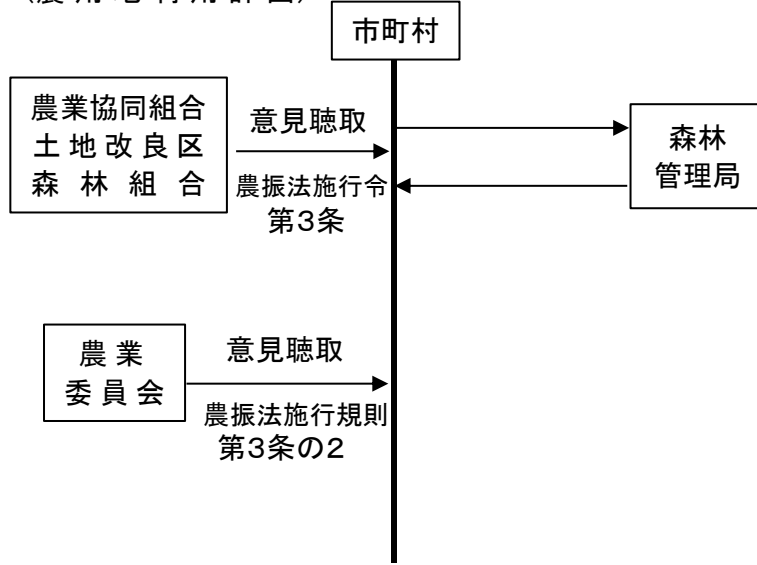 市町村
農業協同組合
土地改良区
森林組合
意見聴取
農振法施行令
第3条
森林
管理局
農業
委員会
意見聴取
農振法施行規則
第3条の2